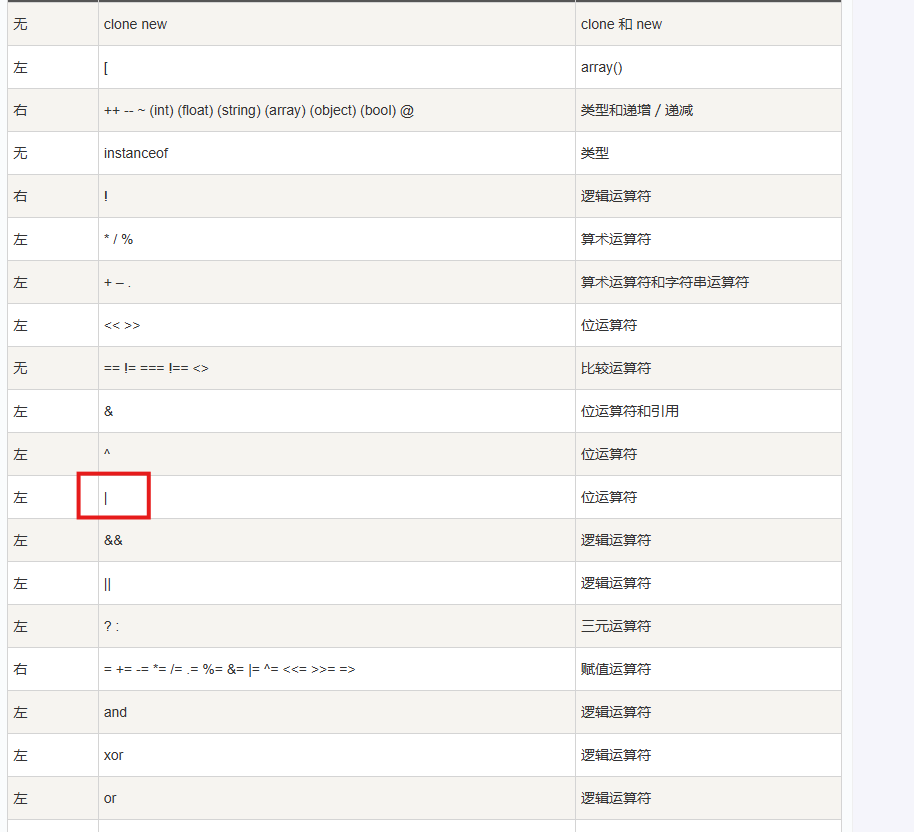 无 clone new clone 和 new
左 [ array()
右 ++ -- ~ (int) (float) (string) (array) (object) (bool) @ 类型和递增 / 递减
无 instanceof 类型
右 ! 逻辑运算符
左 * / % 算术运算符
左 + – . 算术运算符和字符串运算符
左 << >> 位运算符
无 == != === !== <> 比较运算符
左 & 位运算符和引用
左 ^ 位运算符
左 | 位运算符
左 && 逻辑运算符
左 || 逻辑运算符
左 ? : 三元运算符
右 = += -= *= /= .= %= &= |= ^= <<= >>= => 赋值运算符
左 and 逻辑运算符
左 xor 逻辑运算符
左 or 逻辑运算符